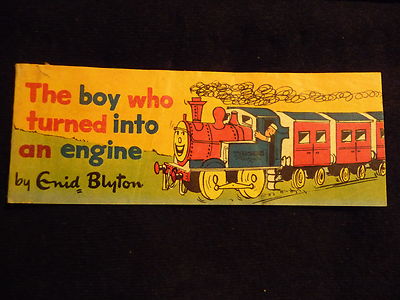 The boy who
turned into
an engine
by Enid Blyton